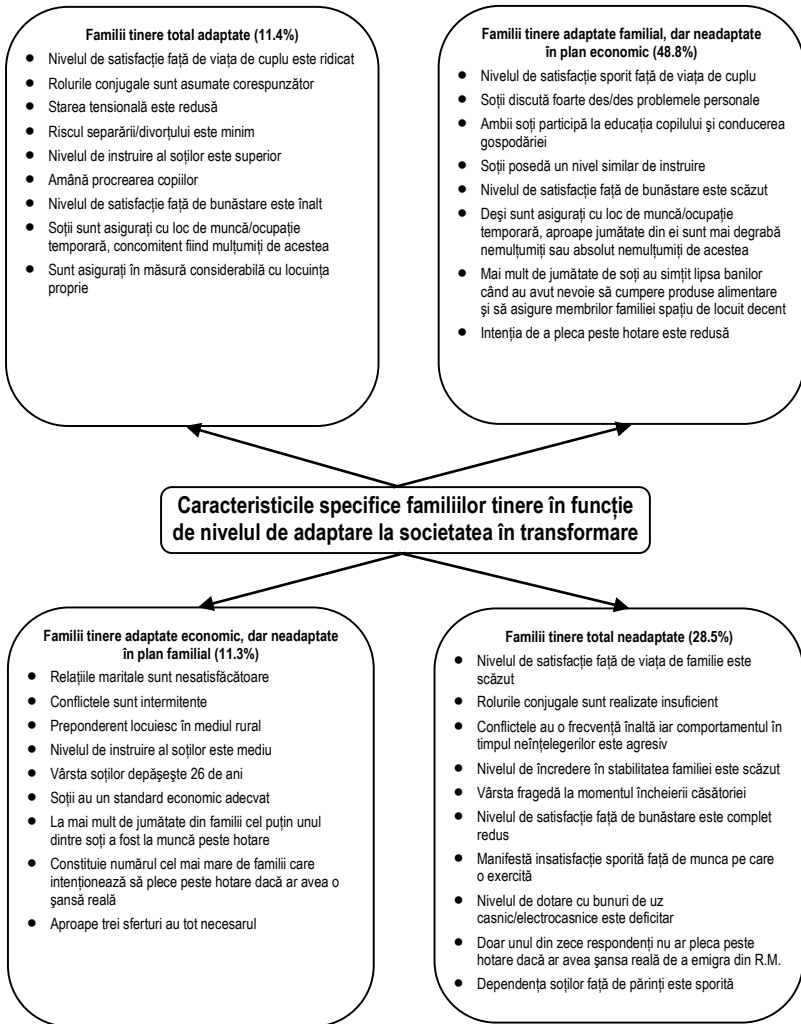 Familii tinere total adaptate (11.4%)
● Nivelul de satisfacție față de viața de cuplu este ridicat
● Rolurile conjugale sunt asumate corespunzător
● Starea tensională este redusă
● Riscul separării/divorțului este minim
● Nivelul de instruire al soților este superior
● Amână procrearea copiilor
● Nivelul de satisfacție față de bunăstare este înalt
● Soții sunt asigurați cu loc de muncă/ocupație
temporară, concomitent fiind mulțumiți de acestea
● Sunt asigurați în măsură considerabilă cu locuința
proprie
Familii tinere adaptate familial, dar neadaptate
în plan economic (48.8%)
● Nivelul de satisfacție sporit față de viața de cuplu
● Soții discută foarte des/des problemele personale
● Ambii soți participă la educația copilului şi conducerea
gospodăriei
● Soții posedă un nivel similar de instruire
● Nivelul de satisfacție față de bunăstare este scăzut
● Deşi sunt asigurați cu loc de muncă/ocupație
temporară, aproape jumătate din ei sunt mai degrabă
nemulțumiți sau absolut nemulțumiți de acestea
● Mai mult de jumătate de soți au simțit lipsa banilor
când au avut nevoie să cumpere produse alimentare
şi să asigure membrilor familiei spațiu de locuit decent
● Intenția de a pleca peste hotare este redusă
Caracteristicile specifice familiilor tinere în funcție
de nivelul de adaptare la societatea în transformare
Familii tinere adaptate economic, dar neadaptate
în plan familial (11.3%)
● Relațiile maritale sunt nesatisfăcătoare
● Conflictele sunt intermitente
● Preponderent locuiesc în mediul rural
● Nivelul de instruire al soților este mediu
● Vârsta soților depăşeşte 26 de ani
● Soții au un standard economic adecvat
● La mai mult de jumătate din familii cel puțin unul
dintre soți a fost la muncă peste hotare
● Constituie numărul cel mai mare de familii care
intenționează să plece peste hotare dacă ar avea o
şansă reală
● Aproape trei sferturi au tot necesarul
Familii tinere total neadaptate (28.5%)
● Nivelul de satisfacție față de viața de familie este
scăzut
● Rolurile conjugale sunt realizate insuficient
● Conflictele au o frecvență înaltă iar comportamentul în
timpul neînțelegerilor este agresiv
● Nivelul de încredere în stabilitatea familiei este scăzut
● Vârsta fragedă la momentul încheierii căsătoriei
● Nivelul de satisfacție față de bunăstare este complet
redus
● Manifestă insatisfacție sporită față de munca pe care
o exercită
● Nivelul de dotare cu bunuri de uz
casnic/electrocasnice este deficitar
● Doar unul din zece respondenți nu ar pleca peste
hotare dacă ar avea şansa reală de a emigra din R.M.
● Dependența soților față de părinți este sporită